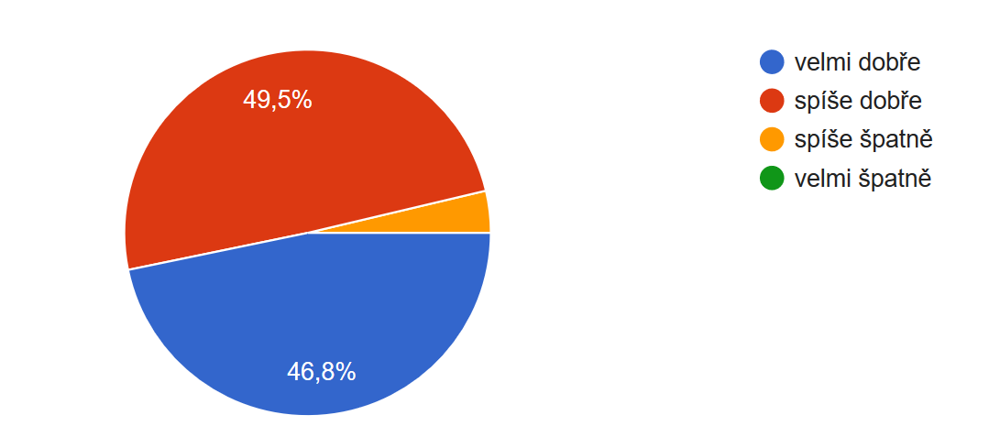 49,5%
46,8%
velmi dobře
spíše dobře
spíše špatně
velmi špatně